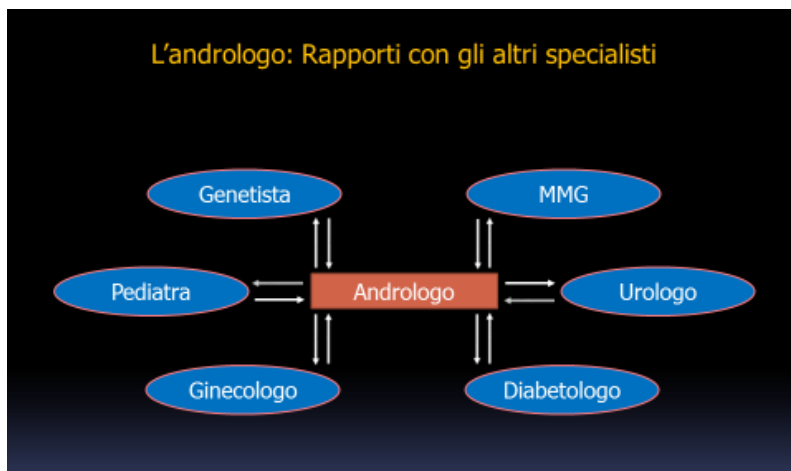 L'andrologo: Rapporti con gli altri specialisti
Genetista
MMG
Pediatra
Andrologo
Urologo
Ginecologo
Diabetologo